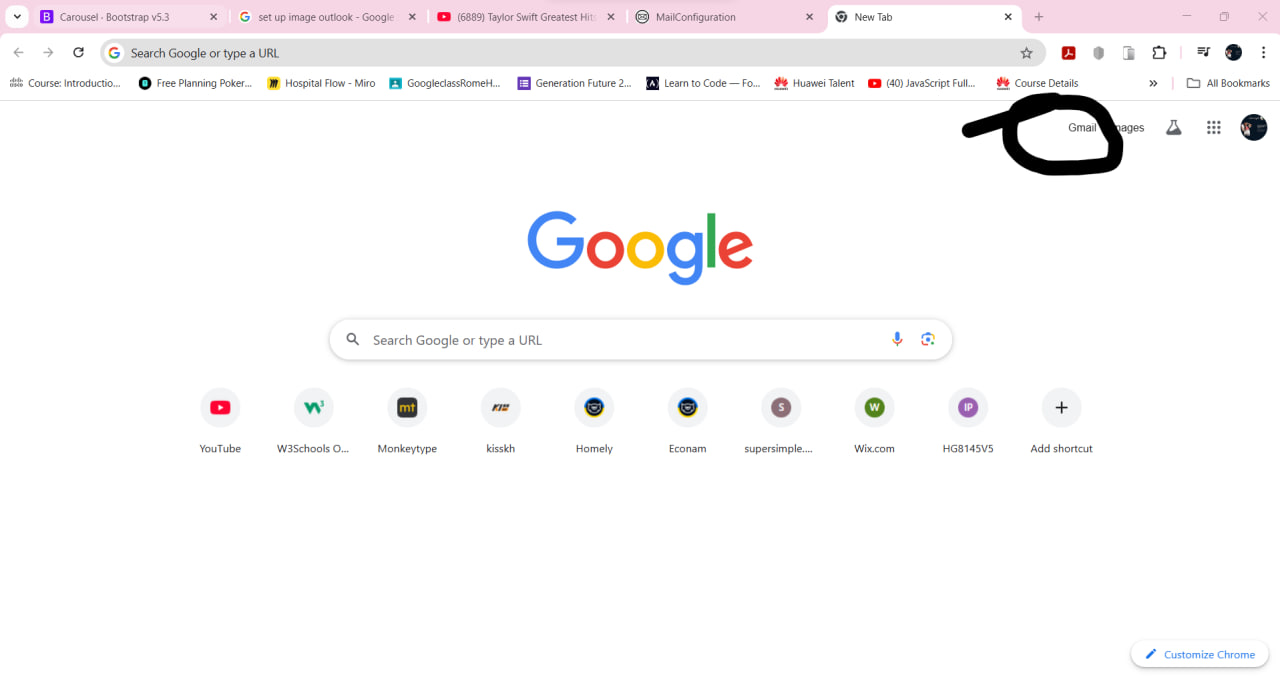 Carousel · Bootstrap v5.3
set up image outlook - Google
(6889) Taylor Swift Greatest Hits
MailConfiguration
New Tab
Search Google or type a URL
Course: Introductio...
Free Planning Poker...
Hospital Flow - Miro
GoogleclassRomeH...
Generation Future 2...
Learn to Code — Fo...
Huawei Talent
(40) JavaScript Full...
Course Details
All Bookmarks
Gmail
Google
Search Google or type a URL
YouTube
W3Schools O...
Monkeytype
kisskh
Homely
Econam
supersimple....
Wix.com
HG8145V5
Add shortcut
Customize Chrome